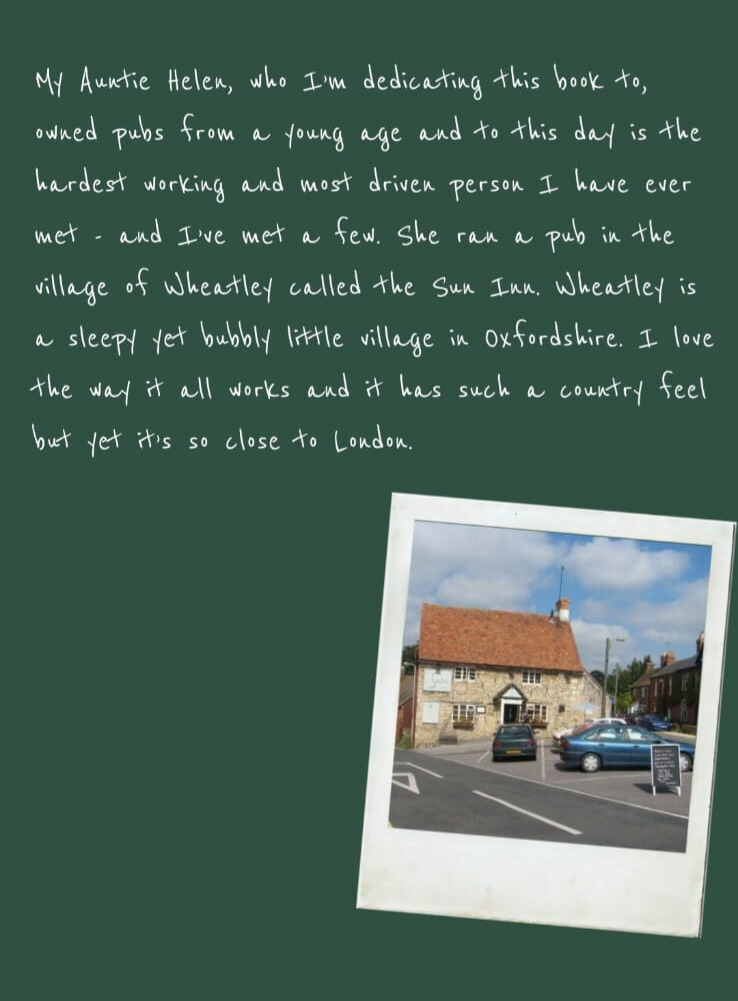 My Auntie Helen, who I'm dedicating this book to,
owned pubs from a young age and to this day is the
hardest working and most driven person I have ever
met - and I've met a few. She ran a pub in the
village of Wheatley called the Sun Inn. Wheatley is
a sleepy yet bubbly little village in Oxfordshire. I love
the way it all works and it has such a country feel
but yet it's so close to London.